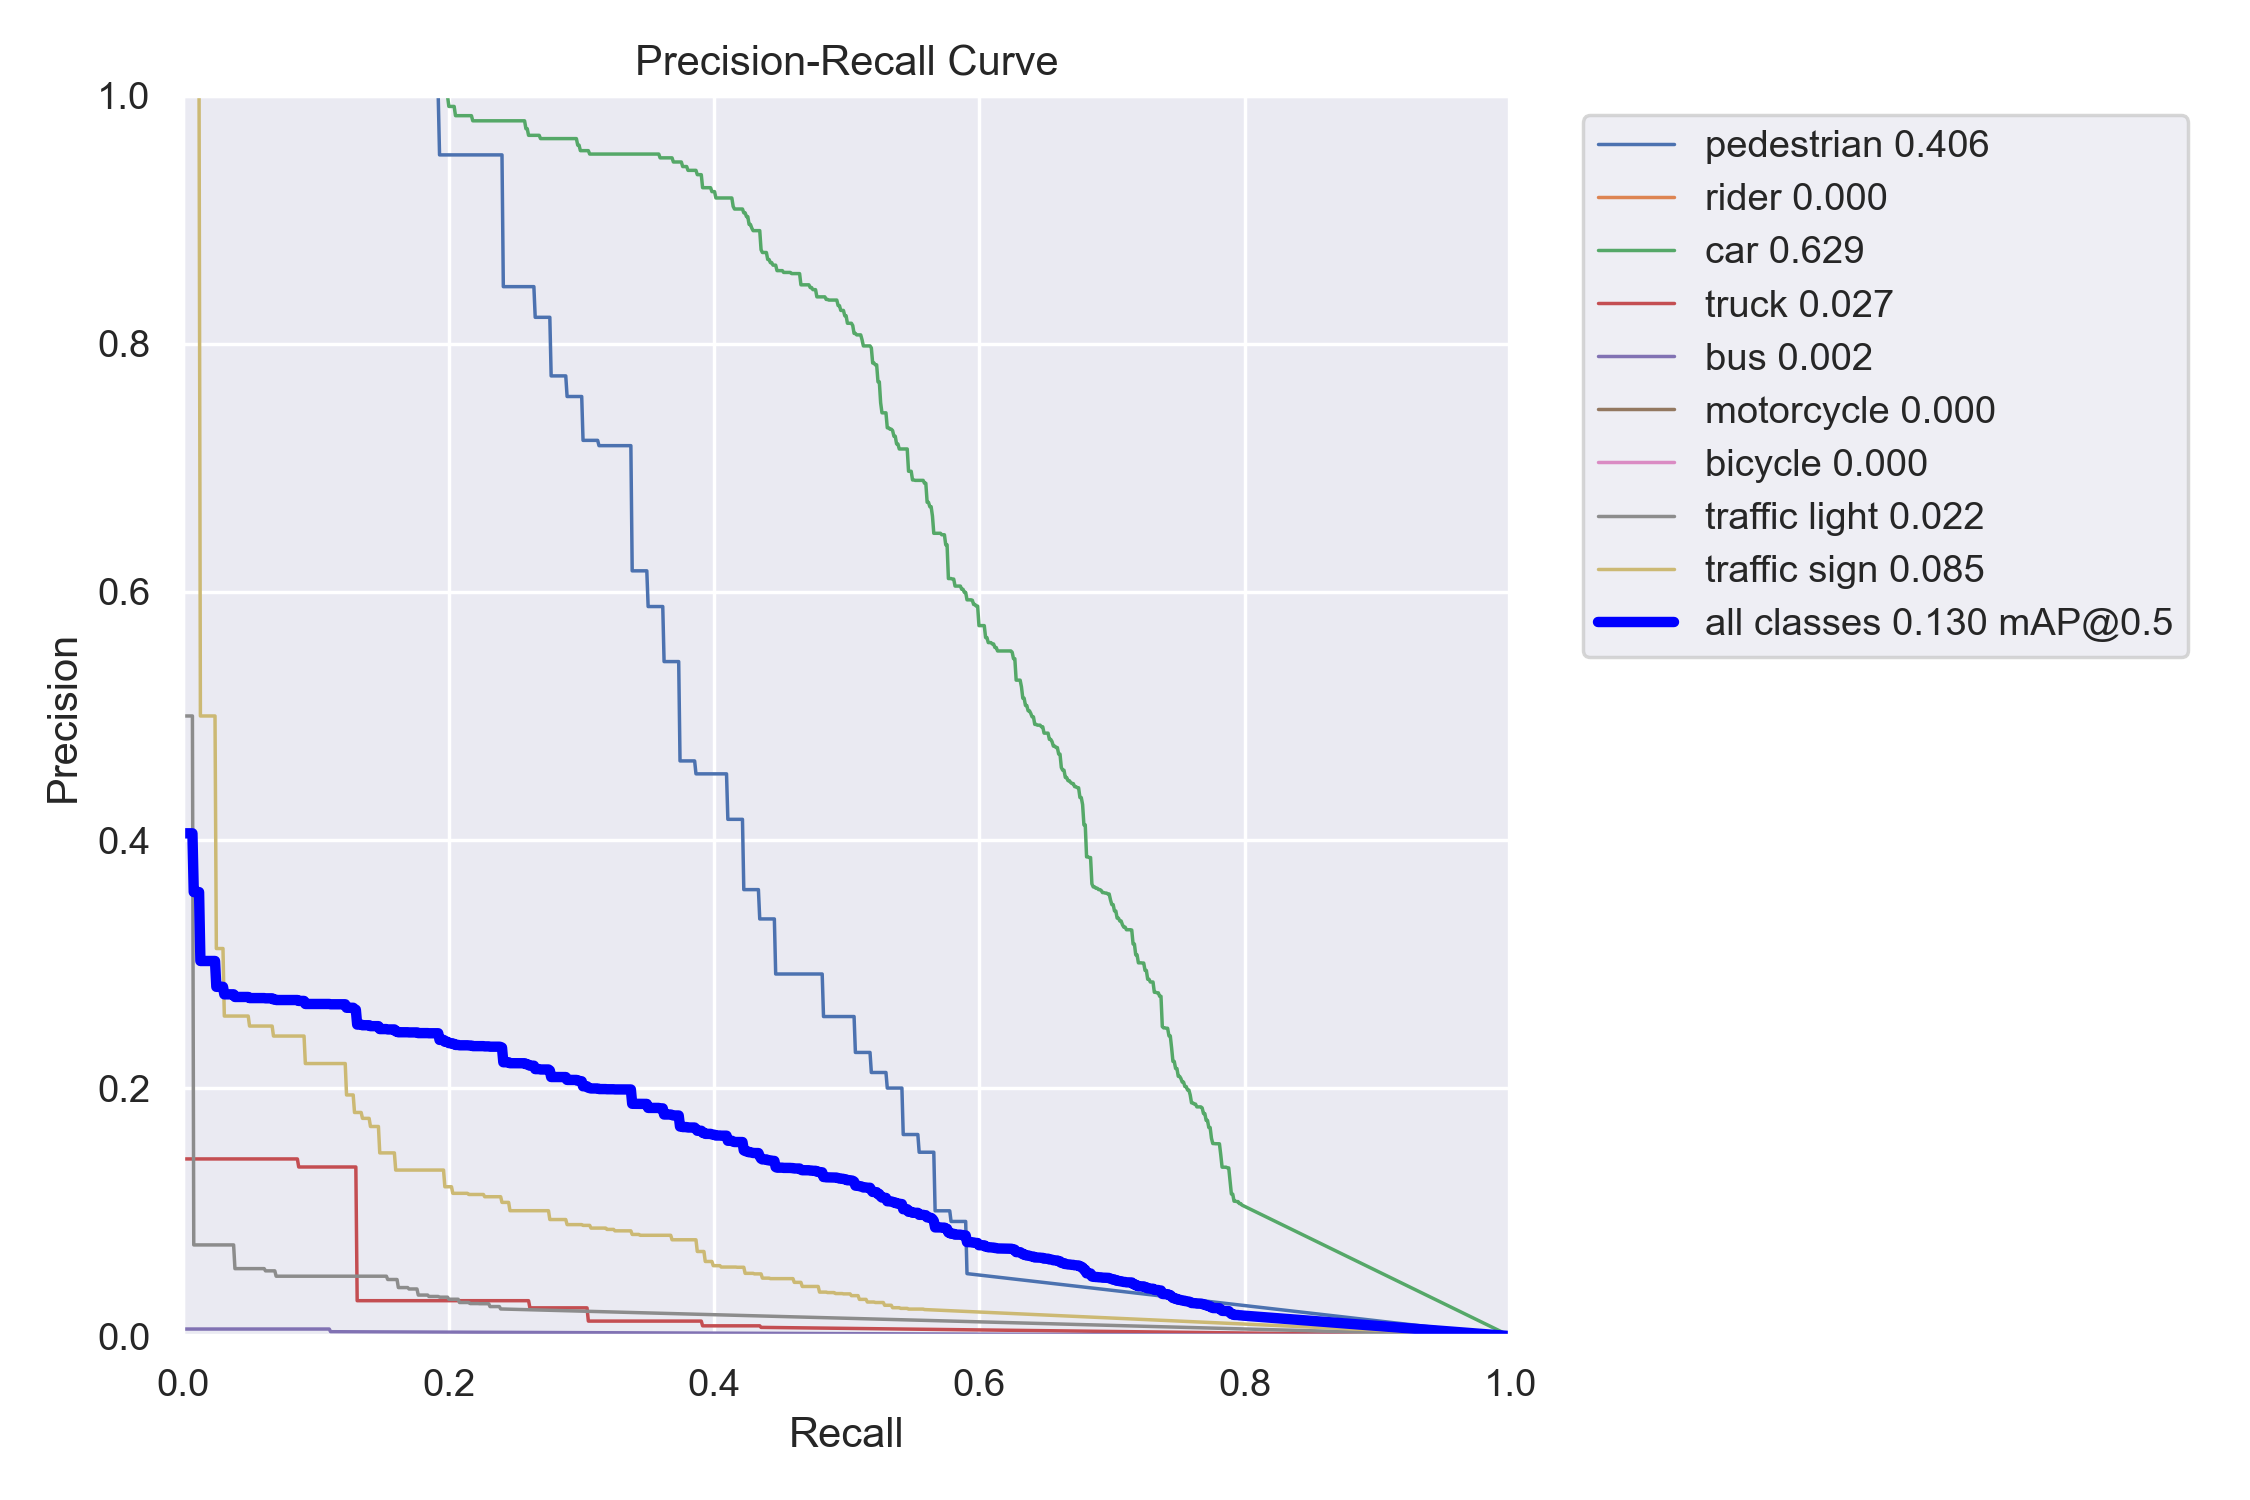 Precision-Recall Curve
1.0
0.8
0.6
0.4
0.2
0.0
Precision
0.0 0.2 0.4 0.6 0.8 1.0
Recall
pedestrian 0.406
rider 0.000
car 0.629
truck 0.027
bus 0.002
motorcycle 0.000
bicycle 0.000
traffic light 0.022
traffic sign 0.085
all classes 0.130 mAP@0.5